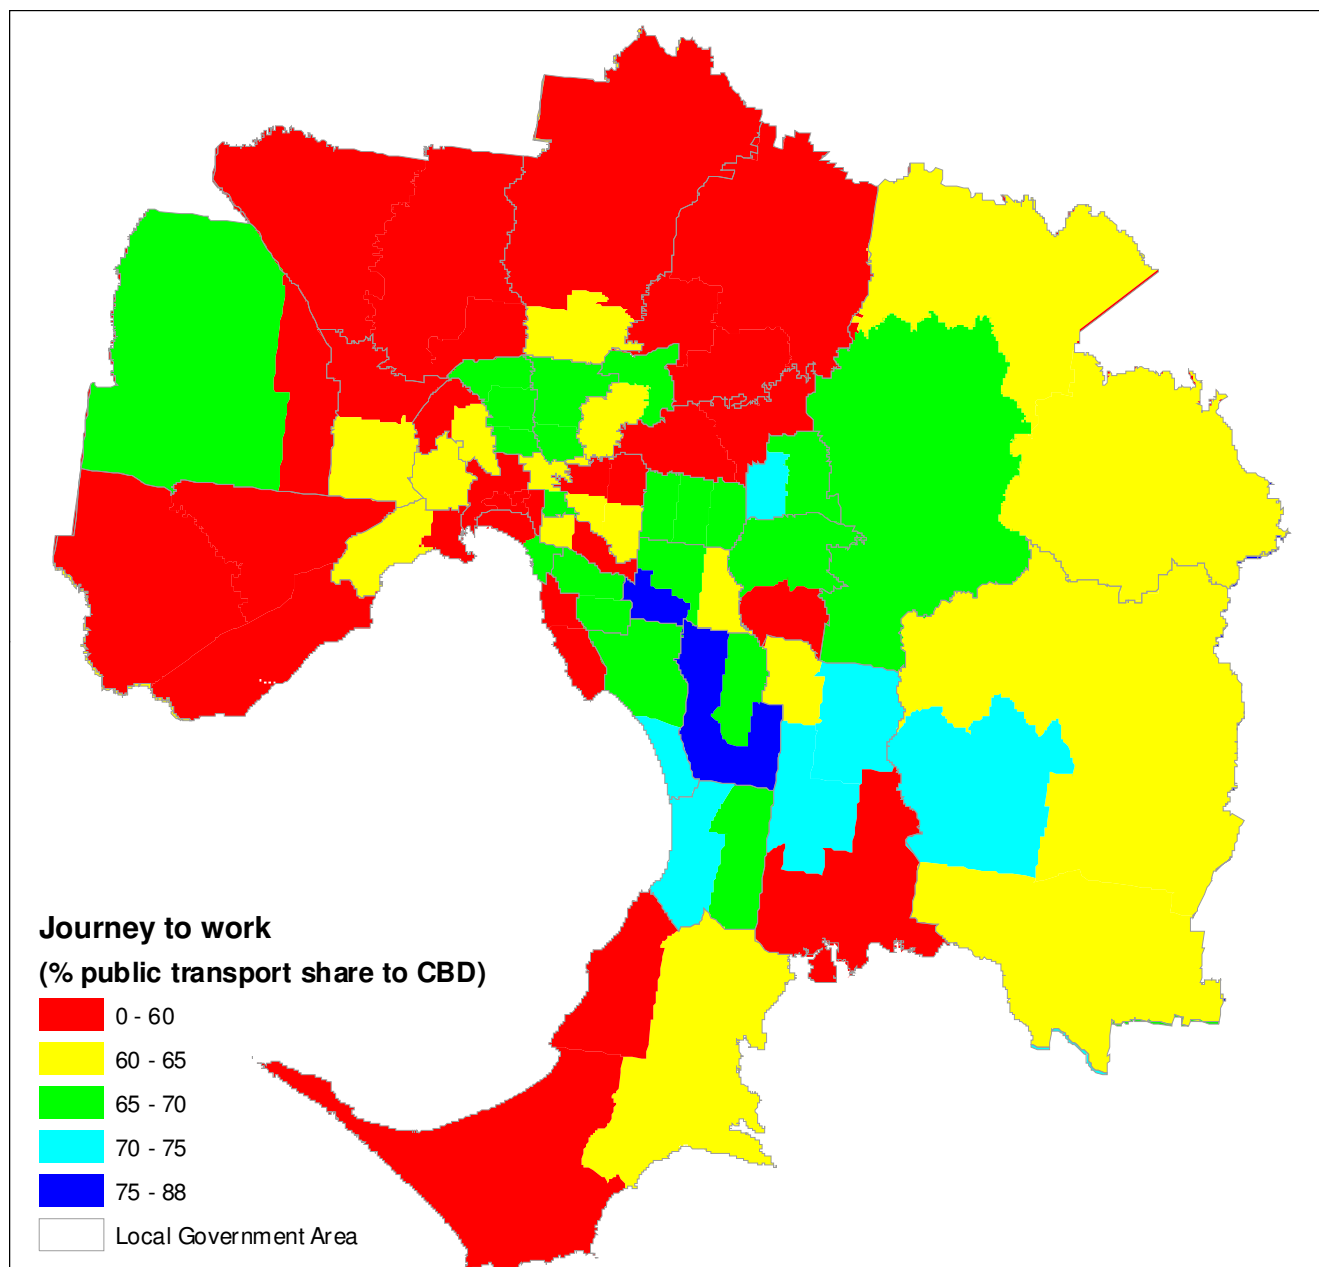 Journey to work
(% public transport share to CBD)
0 - 60
60 - 65
65 - 70
70 - 75
75 - 88
Local Government Area